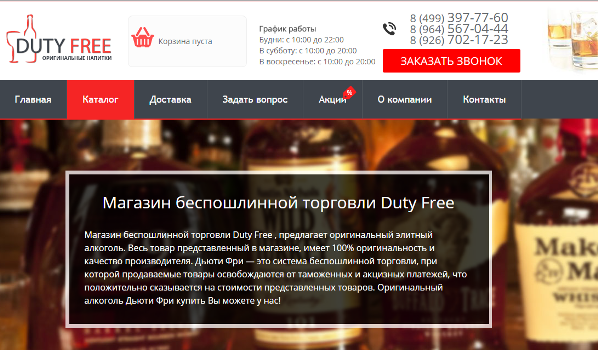 DUTY FREE
ОРИГИНАЛЬНЫЕ НАПИТКИ
Корзина пуста
График работы
Будни: с 10:00 до 22:00
В субботу: с 10:00 до 20:00
В воскресенье: с 10:00 до 20:00
8 (499) 397-77-60
8 (964) 567-04-44
8 (926) 702-17-23
ЗАКАЗАТЬ ЗВОНОК
Главная
Каталог
Доставка
Задать вопрос
Акции
%
О компании
Контакты
Магазин беспошлинной торговли Duty Free
Магазин беспошлинной торговли Duty Free , предлагает оригинальный элитный
алкоголь. Весь товар представленный в магазине, имеет 100% оригинальность и
качество производителя. Дьюти Фри — это система беспошлинной торговли, при
которой продаваемые товары освобождаются от таможенных и акцизных платежей, что
положительно сказывается на стоимости представленных товаров. Оригинальный
алкоголь Дьюти Фри купить Вы можете у нас!
Make
Ma
WHIS